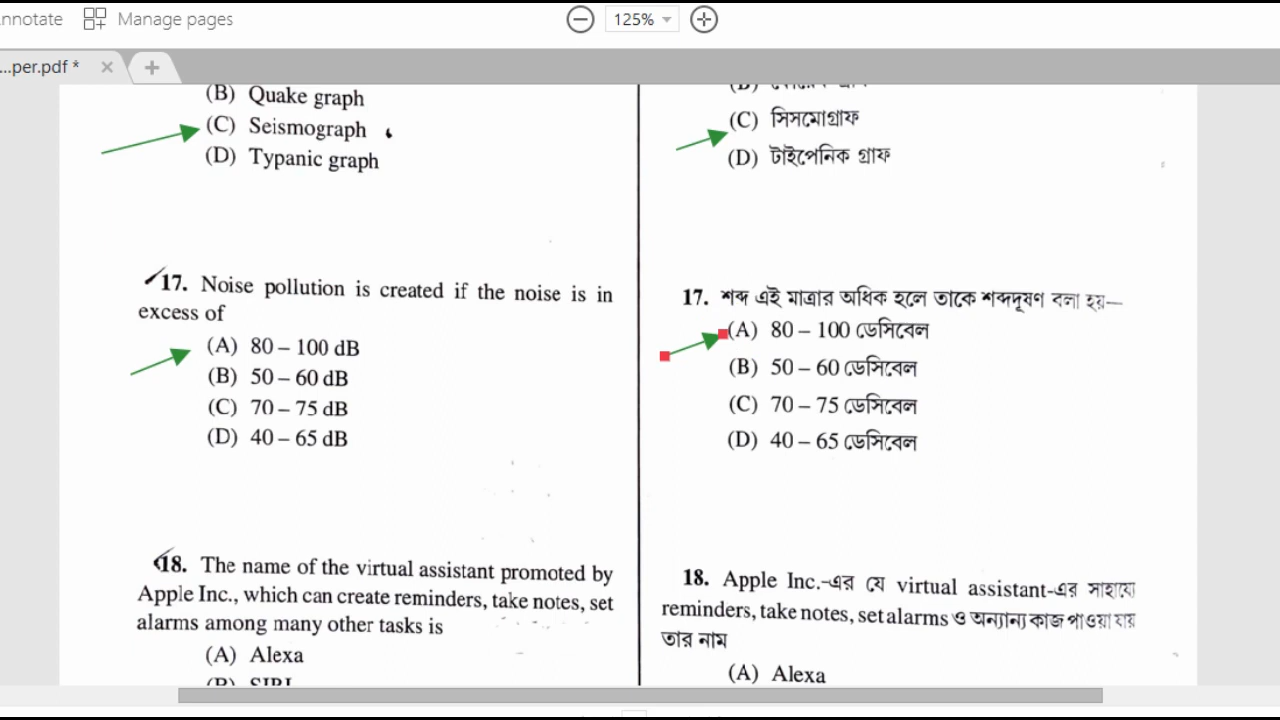 nnotate
Manage pages
125%
...per.pdf *
(B) Quake graph
(C) Seismograph
(D) Typanic graph
17. Noise pollution is created if the noise is in
excess of
(A) 80 – 100 dB
(B) 50 – 60 dB
(C) 70 – 75 dB
(D) 40 – 65 dB
18. The name of the virtual assistant promoted by
Apple Inc., which can create reminders, take notes, set
alarms among many other tasks is
(A) Alexa
(B) SIRI
(C) সিসমোগ্রাফ
(D) টাইপেনিক গ্রাফ
17. শব্দ এই মাত্রার অধিক হলে তাকে শব্দদূষণ বলা হয়—
(A) 80 – 100 ডেসিবেল
(B) 50 – 60 ডেসিবেল
(C) 70 – 75 ডেসিবেল
(D) 40 – 65 ডেসিবেল
18. Apple Inc.-এর যে virtual assistant-এর সাহায্যে
reminders, take notes, set alarms ও অন্যান্য কাজ পাওয়া যায়
তার নাম
(A) Alexa